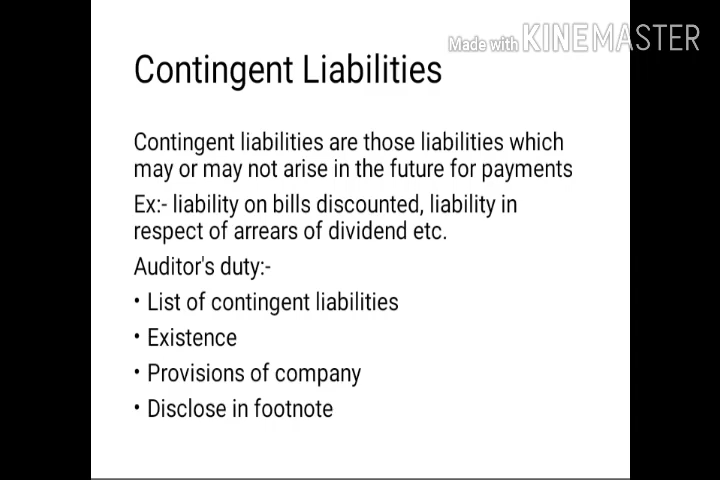 Made with KINEMASTER
Contingent Liabilities
Contingent liabilities are those liabilities which
may or may not arise in the future for payments
Ex:- liability on bills discounted, liability in
respect of arrears of dividend etc.
Auditor's duty:-
• List of contingent liabilities
• Existence
• Provisions of company
• Disclose in footnote